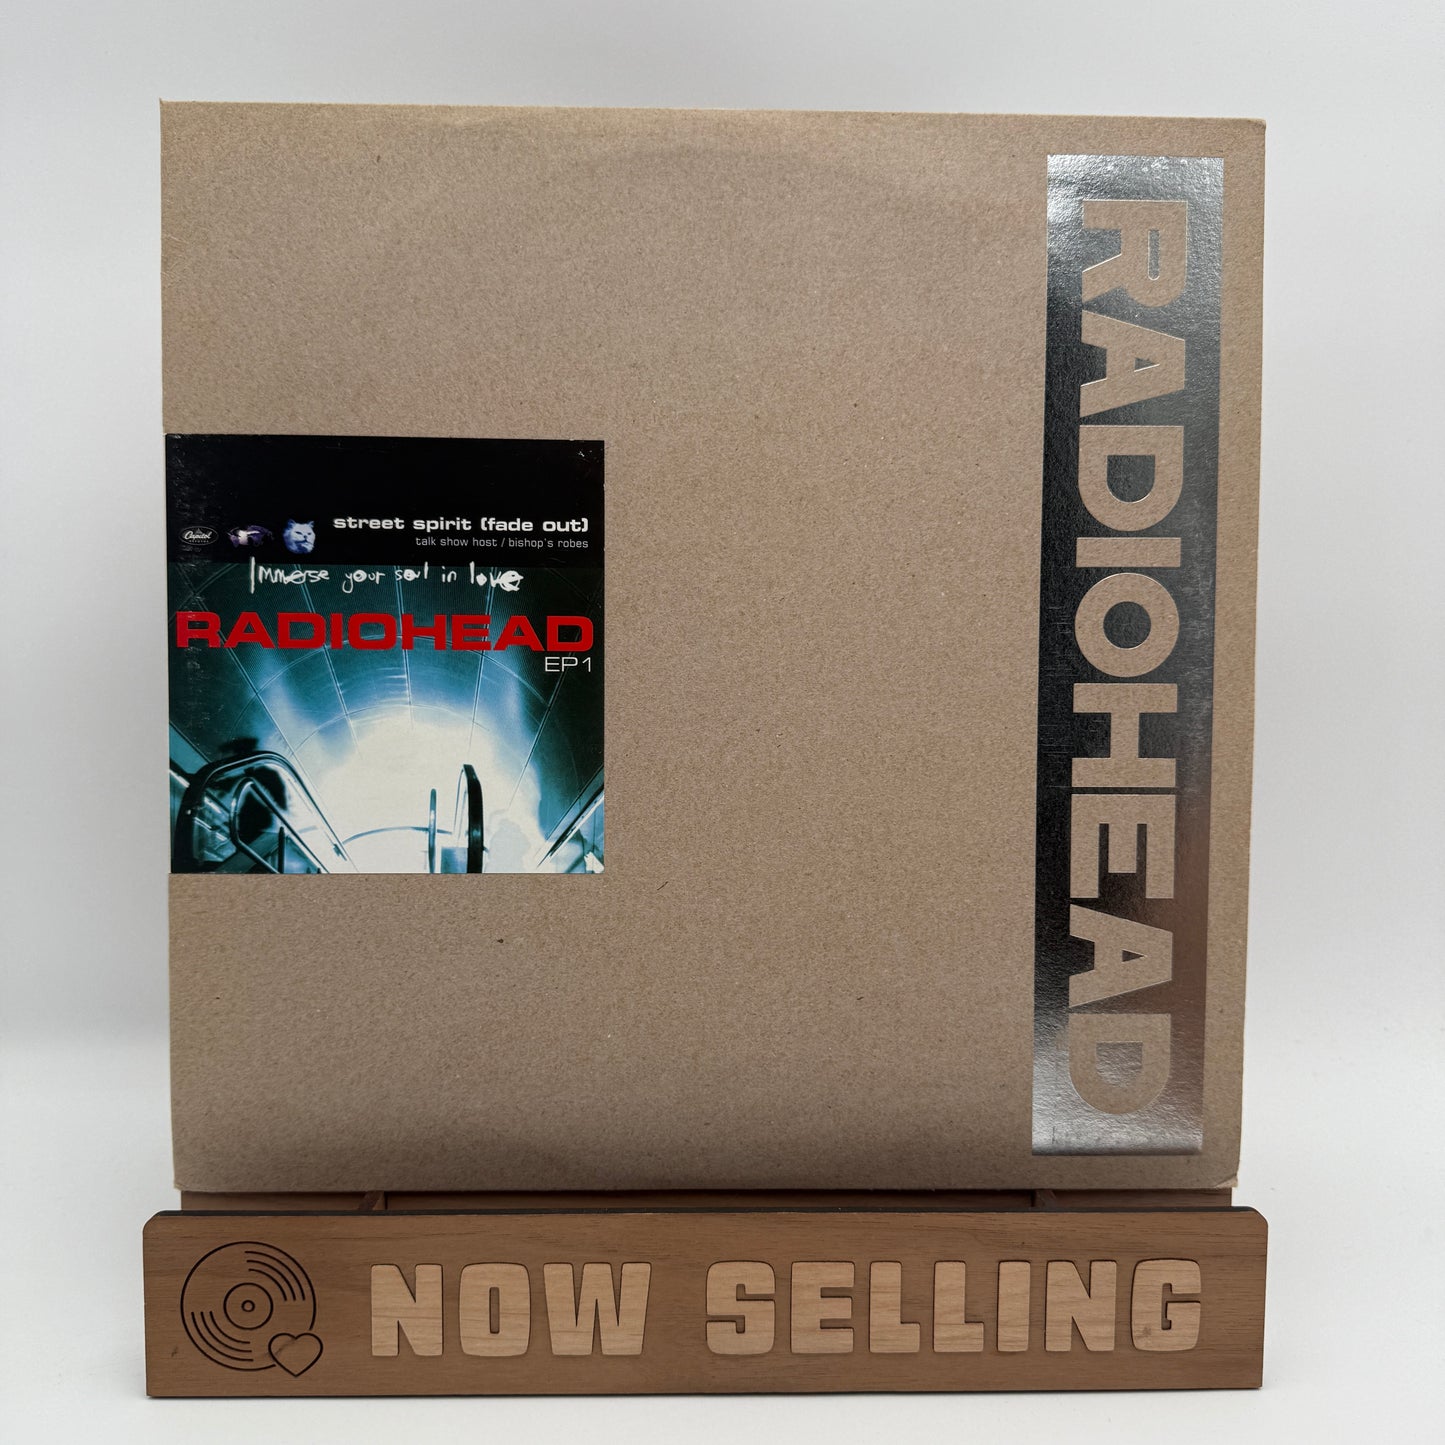 Capitol
street spirit (fade out)
talk show host / bishop's robes
Immerse your soul in love
RADIOHEAD
EP1
RADIOHEAD
NOW SELLING